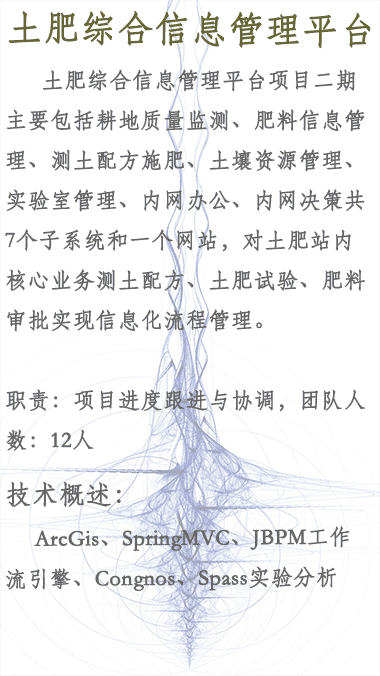 土肥综合信息管理平台
土肥综合信息管理平台项目二期
主要包括耕地质量监测、肥料信息管
理、测土配方施肥、土壤资源管理、
实验室管理、内网办公、内网决策共
7个子系统和一个网站，对土肥站内
核心业务测土配方、土肥试验、肥料
审批实现信息化流程管理。
职责：项目进度跟进与协调，团队人
数：12人
技术概述：
ArcGis、SpringMVC、JBPM工作
流引擎、Congnos、Spass实验分析